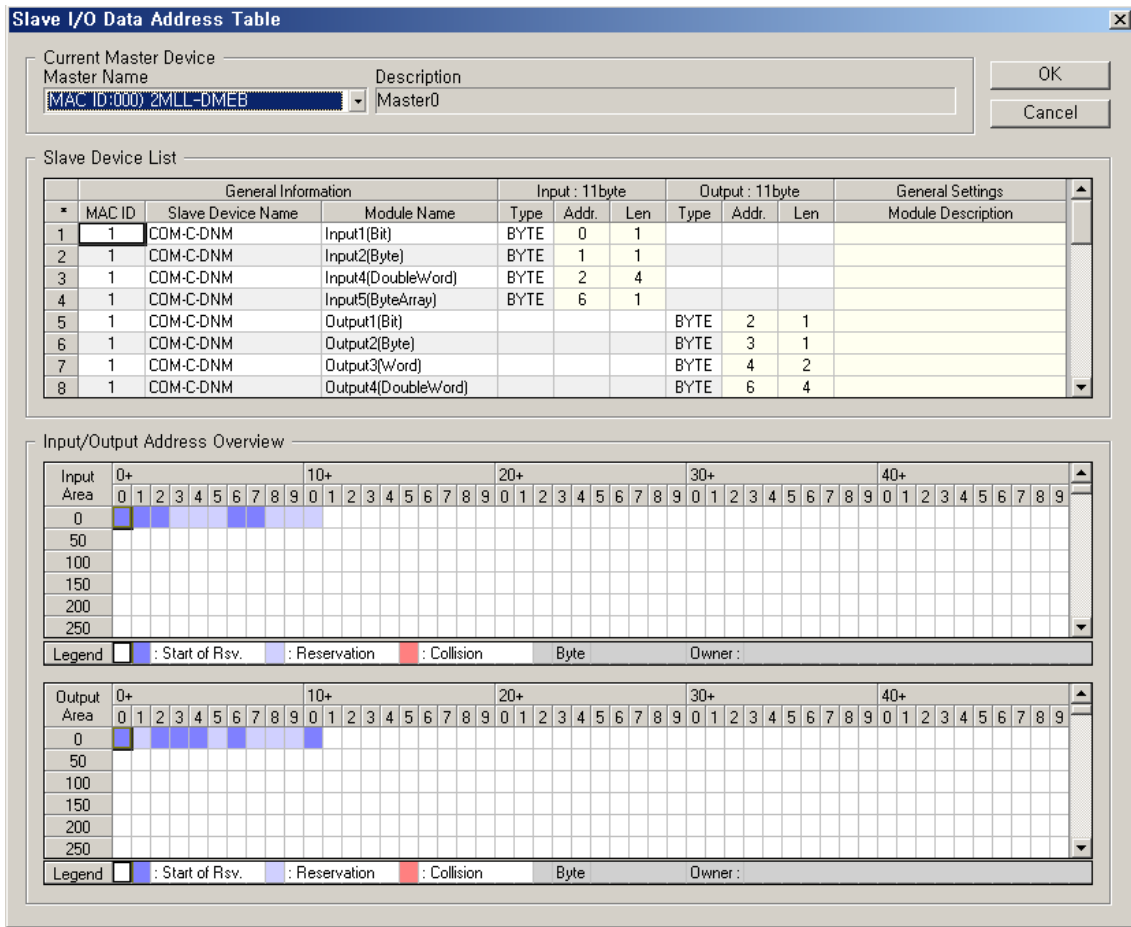 Slave I/O Data Address Table
Current Master Device
Master Name Description
MAC ID:000) 2MLL-DMEB Master0
OK
Cancel
Slave Device List
General Information Input : 11byte Output : 11byte General Settings
* MAC ID Slave Device Name Module Name Type Addr. Len Type Addr. Len Module Description
1 1 COM-C-DNM Input1(Bit) BYTE 0 1
2 1 COM-C-DNM Input2(Byte) BYTE 1 1
3 1 COM-C-DNM Input4(DoubleWord) BYTE 2 4
4 1 COM-C-DNM Input5(ByteArray) BYTE 6 1
5 1 COM-C-DNM Output1(Bit) BYTE 2 1
6 1 COM-C-DNM Output2(Byte) BYTE 3 1
7 1 COM-C-DNM Output3(Word) BYTE 4 2
8 1 COM-C-DNM Output4(DoubleWord) BYTE 6 4
Input/Output Address Overview
Input Area 0+ 10+ 20+ 30+ 40+
0 1 2 3 4 5 6 7 8 9 0 1 2 3 4 5 6 7 8 9 0 1 2 3 4 5 6 7 8 9 0 1 2 3 4 5 6 7 8 9 0 1 2 3 4 5 6 7 8 9
0
50
100
150
200
250
Legend : Start of Rsv. : Reservation : Collision Byte Owner :
Output Area 0+ 10+ 20+ 30+ 40+
0 1 2 3 4 5 6 7 8 9 0 1 2 3 4 5 6 7 8 9 0 1 2 3 4 5 6 7 8 9 0 1 2 3 4 5 6 7 8 9 0 1 2 3 4 5 6 7 8 9
0
50
100
150
200
250
Legend : Start of Rsv. : Reservation : Collision Byte Owner :